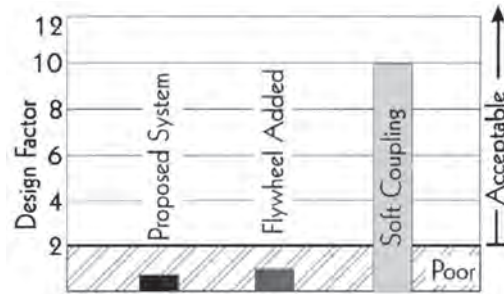 12
10
8
6
4
2
Design Factor
Proposed System
Flywheel Added
Soft Coupling
Acceptable
Poor